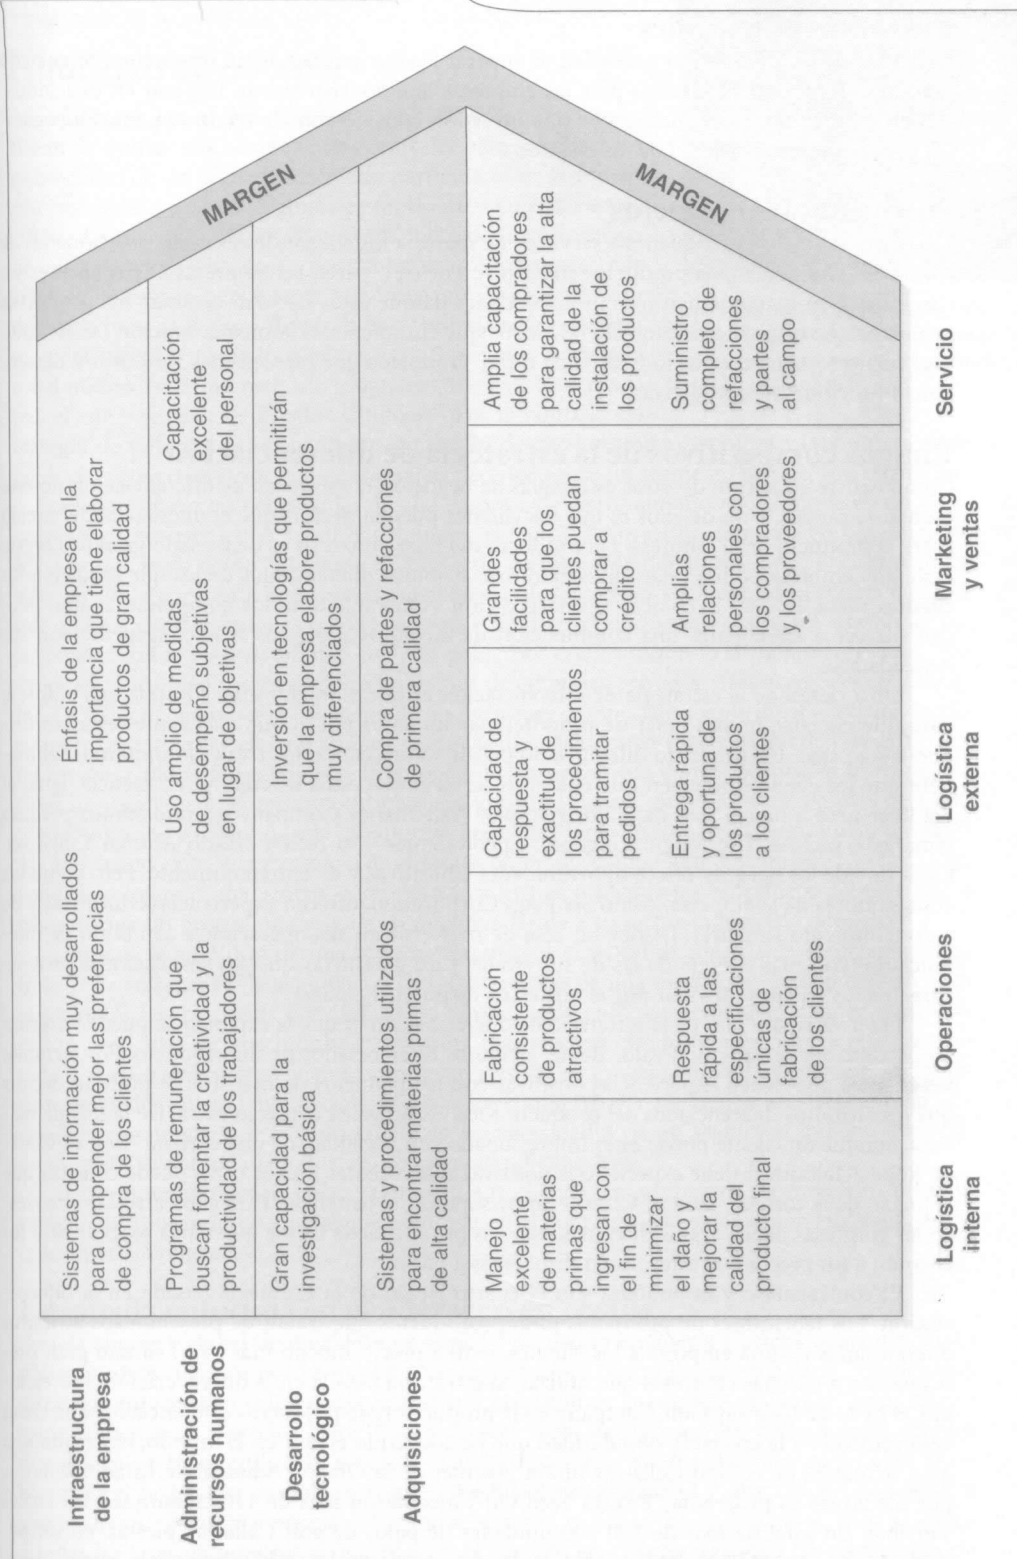 Infraestructura
de la empresa
Sistemas de información muy desarrollados
para comprender mejor las preferencias
de compra de los clientes
Énfasis de la empresa en la
importancia que tiene elaborar
productos de gran calidad
Administración de
recursos humanos
Programas de remuneración que
buscan fomentar la creatividad y la
productividad de los trabajadores
Uso amplio de medidas
de desempeño subjetivas
en lugar de objetivas
Capacitación
excelente
del personal
Desarrollo
tecnológico
Gran capacidad para la
investigación básica
Inversión en tecnologías que permitirán
que la empresa elabore productos
muy diferenciados
Adquisiciones
Sistemas y procedimientos utilizados
para encontrar materias primas
de alta calidad
Compra de partes y refacciones
de primera calidad
MARGEN
Manejo
excelente
de materias
primas que
ingresan con
el fin de
minimizar
el daño y
mejorar la
calidad del
producto final
Fabricación
consistente
de productos
atractivos
Respuesta
rápida a las
especificaciones
únicas de
fabricación
de los clientes
Capacidad de
respuesta y
exactitud de
los procedimientos
para tramitar
pedidos
Entrega rápida
y oportuna de
los productos
a los clientes
Grandes
facilidades
para que los
clientes puedan
comprar a
crédito
Amplias
relaciones
personales con
los compradores
y los proveedores
Amplia capacitación
de los compradores
para garantizar la alta
calidad de la
instalación de
los productos
Suministro
completo de
refacciones
y partes
al campo
MARGEN
Logística
interna
Operaciones
Logística
externa
Marketing
y ventas
Servicio